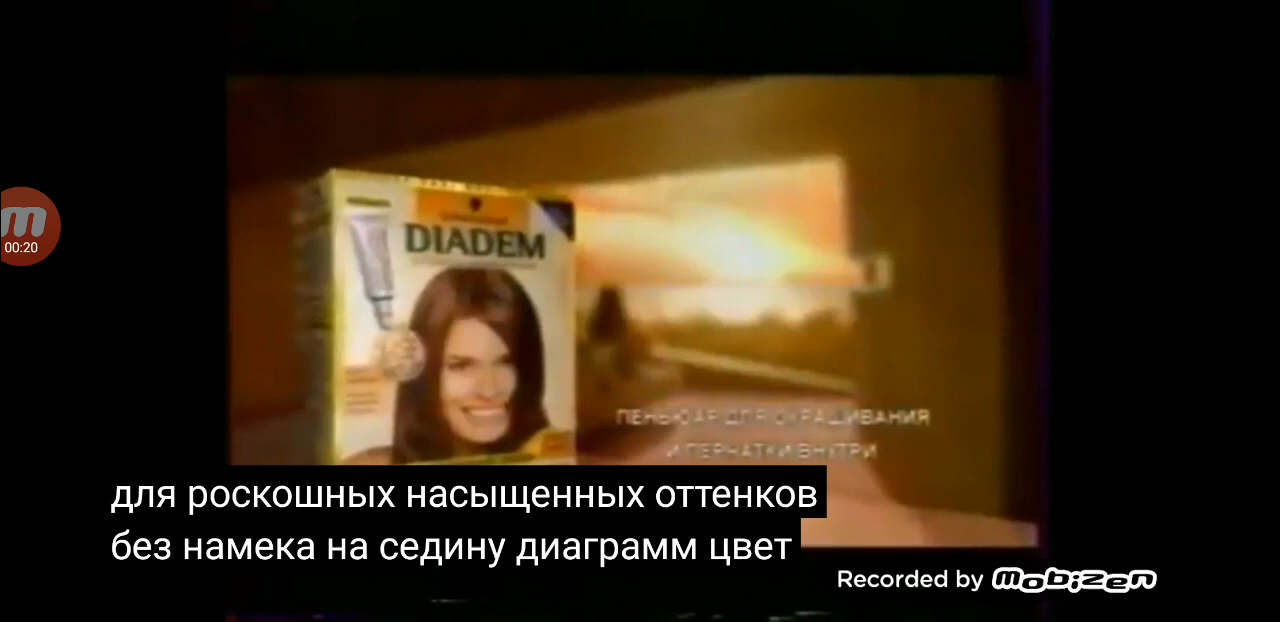 00:20
DIADEM
ПЕНЬЮАР ДЛЯ ОКРАШИВАНИЯ
И ПЕРЧАТКИ ВНУТРИ
для роскошных насыщенных оттенков
без намека на седину диаграмм цвет
Recorded by mobizen